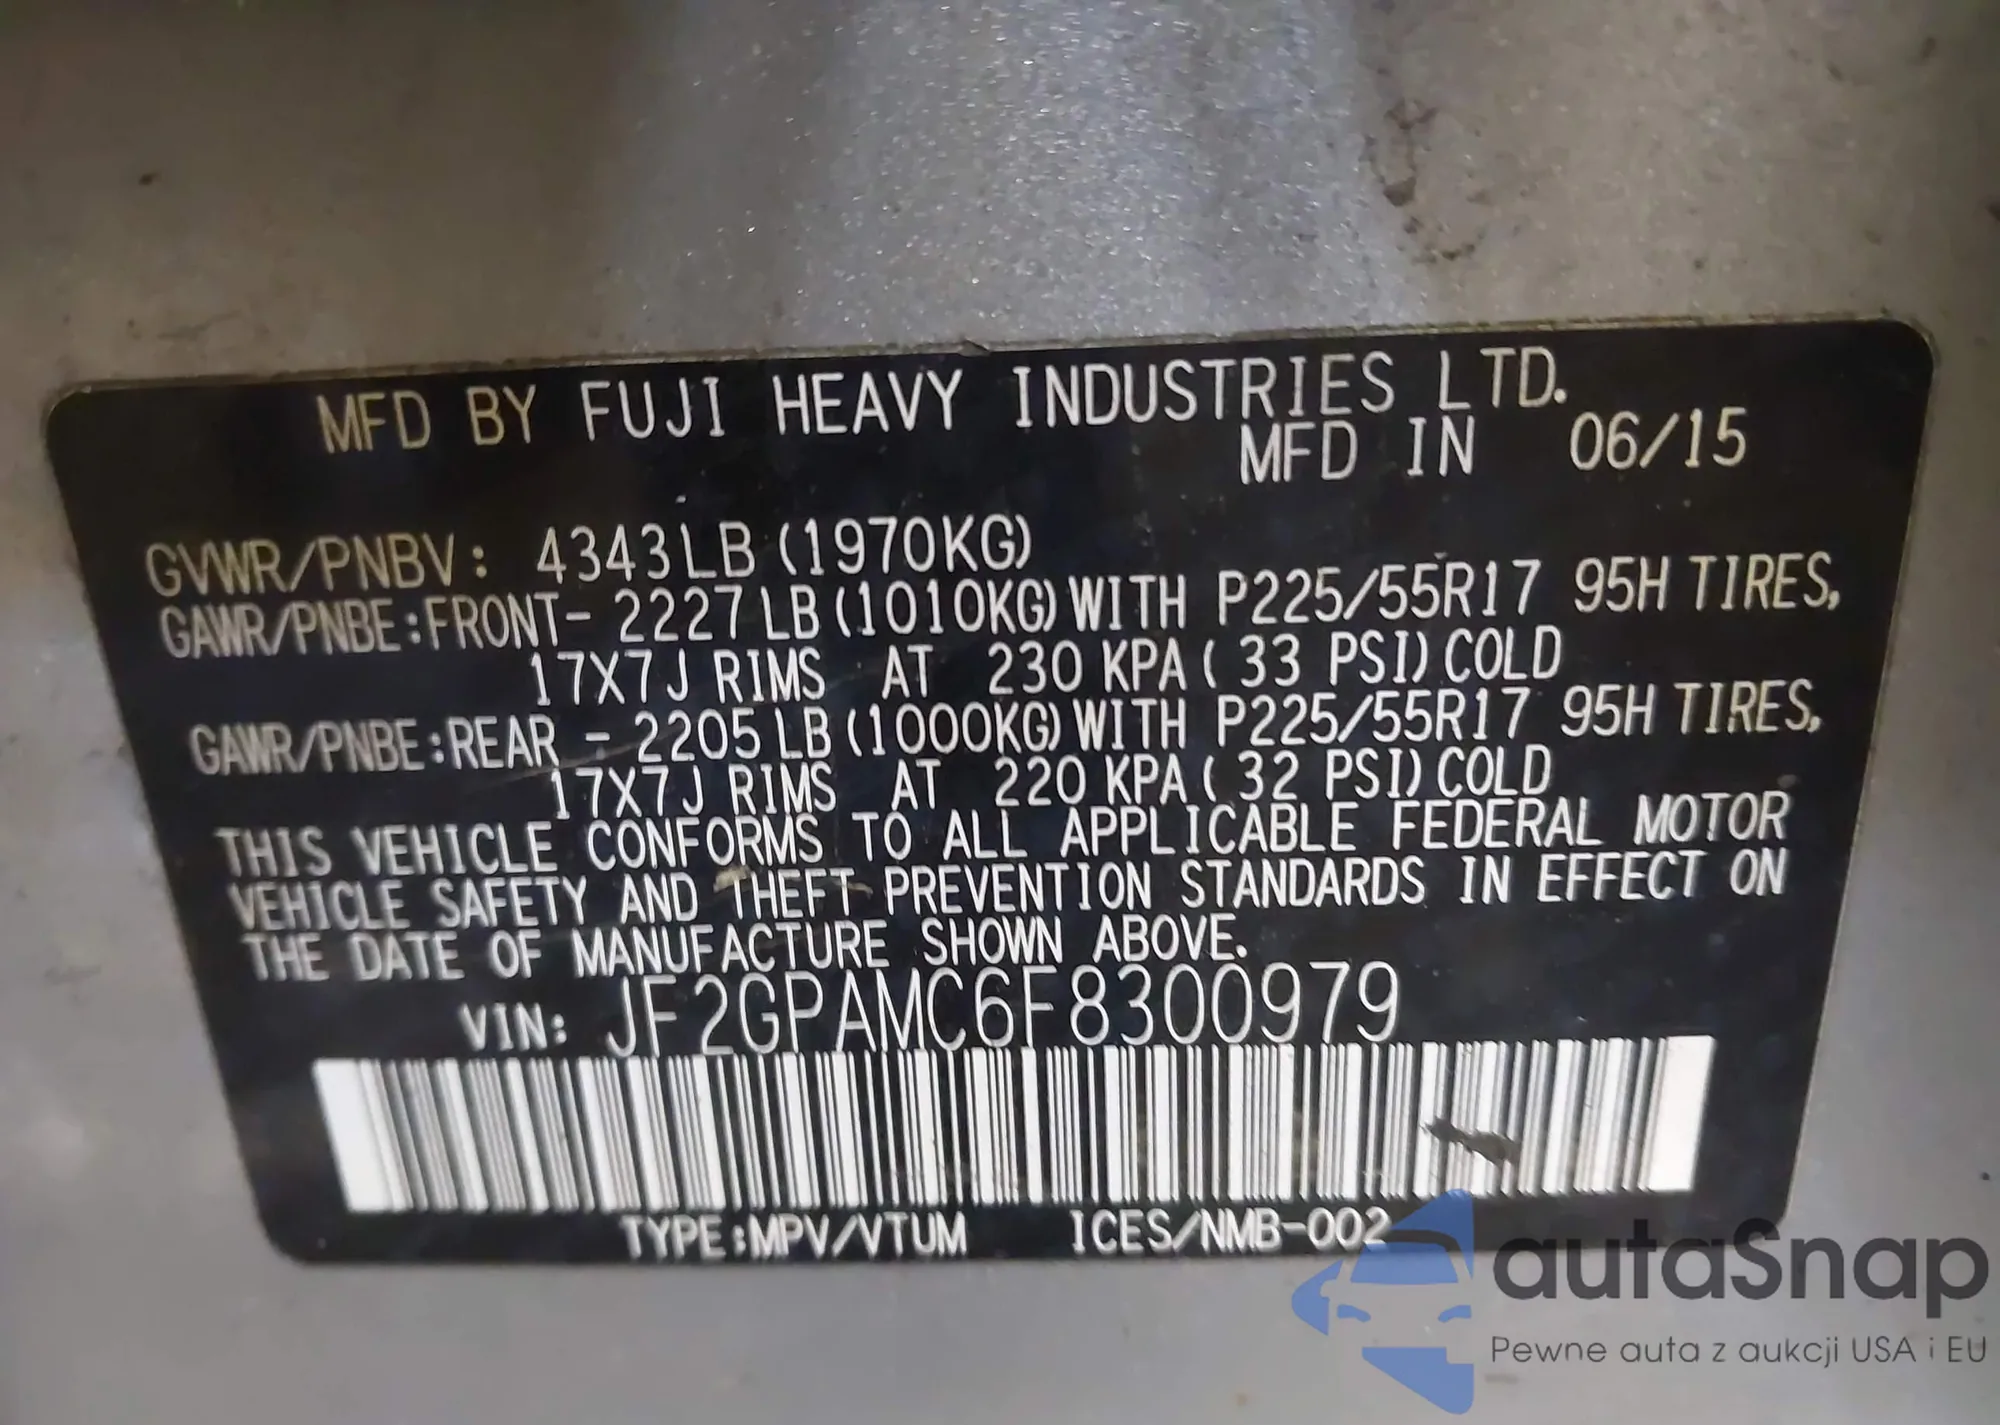 MFD BY FUJI HEAVY INDUSTRIES LTD.
MFD IN 06/15
GVWR/PNBV: 4343LB(1970KG)
GAWR/PNBE:FRONT- 2227LB(1010KG)WITH P225/55R17 95H TIRES,
17X7J RIMS AT 230 KPA( 33 PSI)COLD
GAWR/PNBE:REAR - 2205LB(1000KG)WITH P225/55R17 95H TIRES,
17X7J RIMS AT 220 KPA( 32 PSI)COLD
THIS VEHICLE CONFORMS TO ALL APPLICABLE FEDERAL MOTOR
VEHICLE SAFETY AND THEFT PREVENTION STANDARDS IN EFFECT ON
THE DATE OF MANUFACTURE SHOWN ABOVE.
VIN: JF2GPAMC6F8300979
TYPE:MPV/VTUM ICES/NMB-002
autaSnap
Pewne auta z aukcji USA i EU